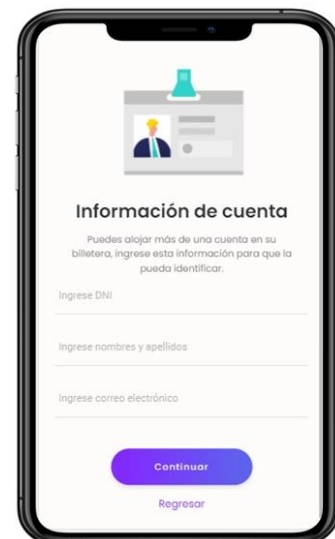 Información de cuenta
Puedes alojar más de una cuenta en su
billetera, ingrese esta información para que la
pueda identificar.
Ingrese DNI
Ingrese nombres y apellidos
Ingrese correo electrónico
Continuar
Regresar